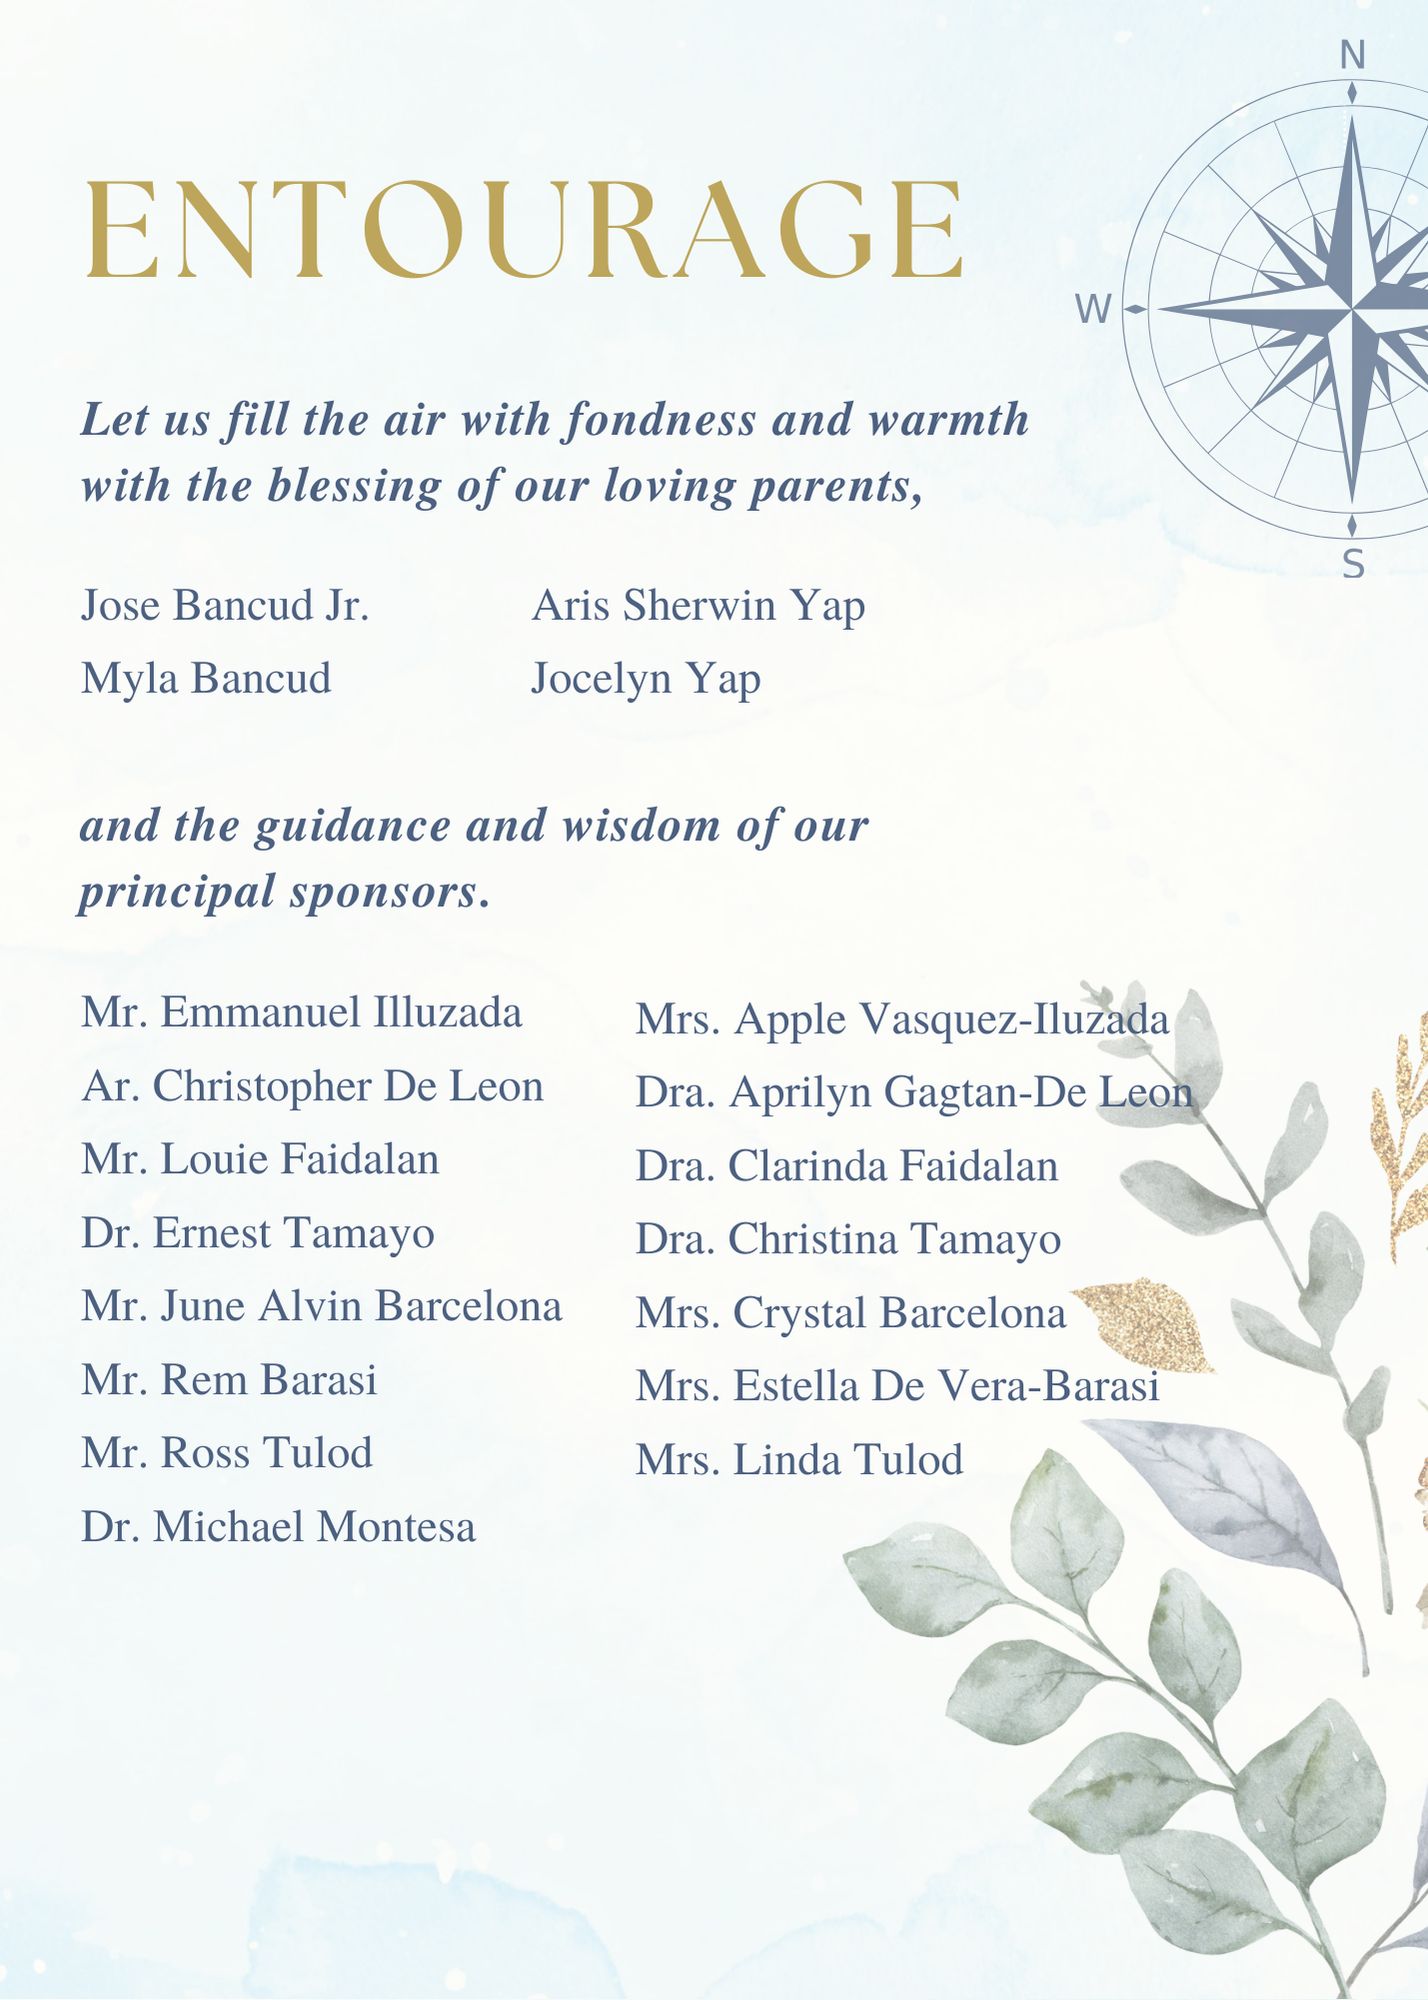 N
ENTOURAGE
W
S
Let us fill the air with fondness and warmth
with the blessing of our loving parents,
Jose Bancud Jr.
Myla Bancud
Aris Sherwin Yap
Jocelyn Yap
and the guidance and wisdom of our
principal sponsors.
Mr. Emmanuel Illuzada
Ar. Christopher De Leon
Mr. Louie Faidalan
Dr. Ernest Tamayo
Mr. June Alvin Barcelona
Mr. Rem Barasi
Mr. Ross Tulod
Dr. Michael Montesa
Mrs. Apple Vasquez-Iluzada
Dra. Aprilyn Gagtan-De Leon
Dra. Clarinda Faidalan
Dra. Christina Tamayo
Mrs. Crystal Barcelona
Mrs. Estella De Vera-Barasi
Mrs. Linda Tulod